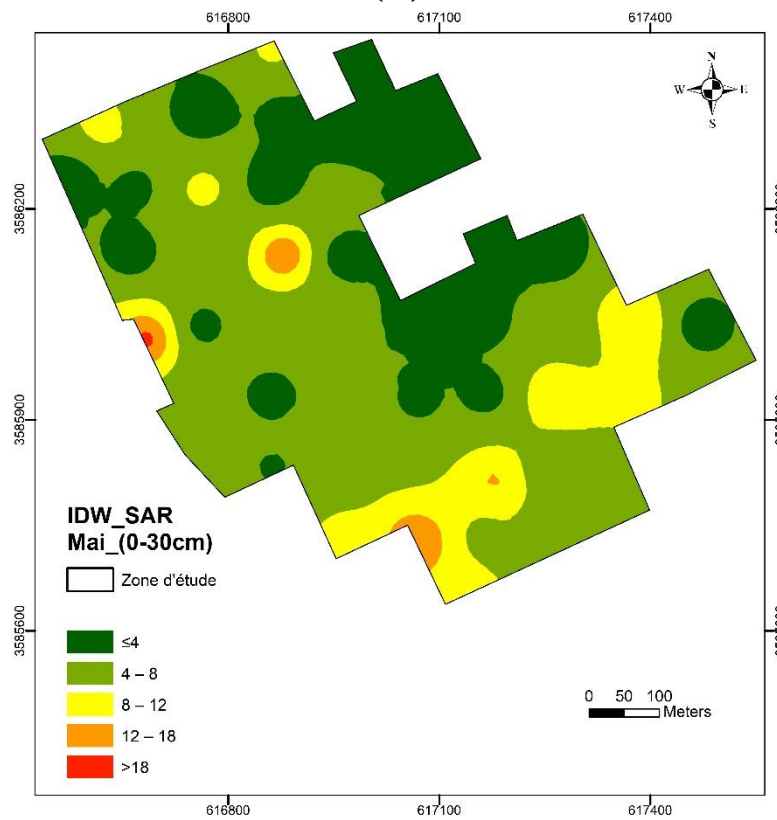 616800 617100 617400
N
W E
S
3586200
3585900
3585600
IDW_SAR
Mai_(0-30cm)
Zone d'étude
≤4
4 – 8
8 – 12
12 – 18
>18
0 50 100
Meters
616800 617100 617400